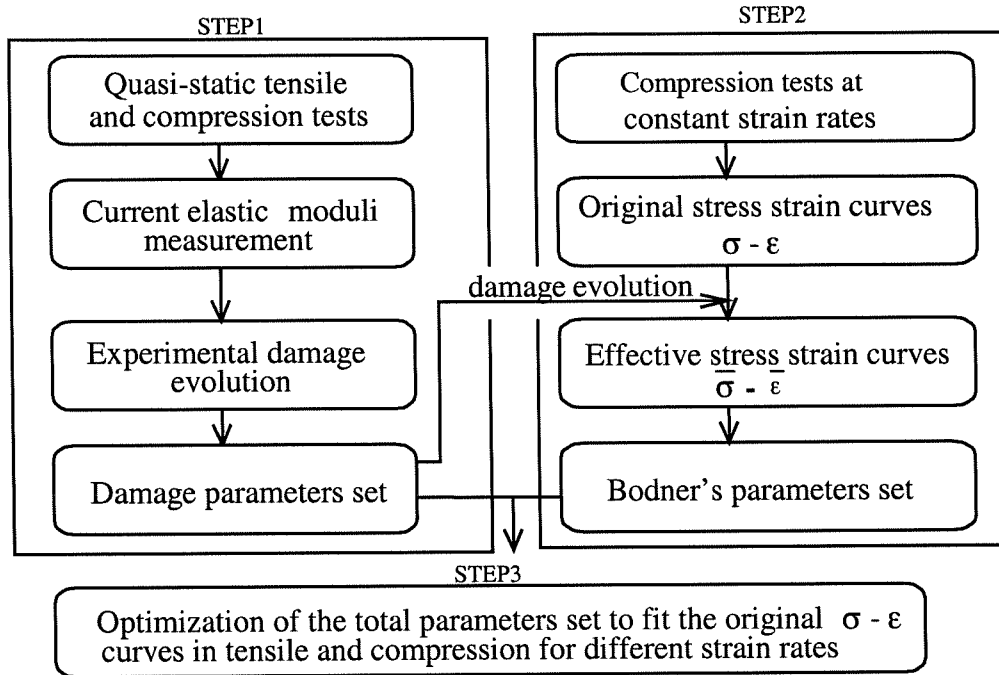 STEP1
Quasi-static tensile
and compression tests
Current elastic moduli
measurement
Experimental damage
evolution
Damage parameters set
STEP2
Compression tests at
constant strain rates
Original stress strain curves
σ - ε
damage evolution
Effective stress strain curves
σ̅ - ε̅
Bodner's parameters set
STEP3
Optimization of the total parameters set to fit the original σ - ε
curves in tensile and compression for different strain rates